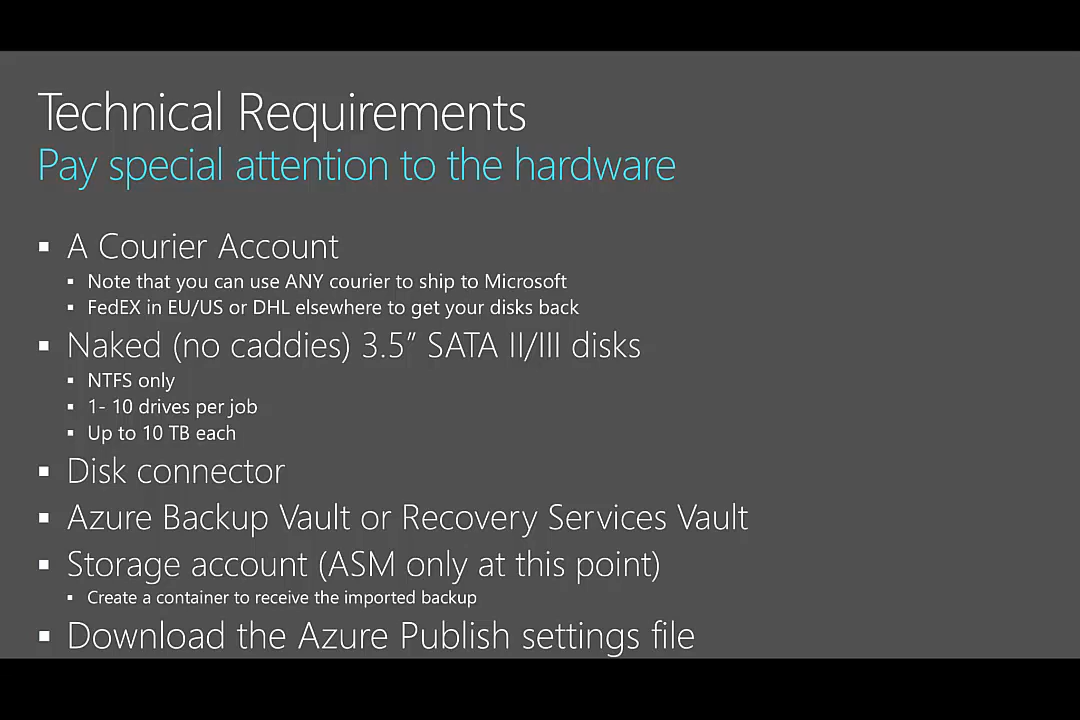 Technical Requirements
Pay special attention to the hardware
▪ A Courier Account
▪ Note that you can use ANY courier to ship to Microsoft
▪ FedEX in EU/US or DHL elsewhere to get your disks back
▪ Naked (no caddies) 3.5” SATA II/III disks
▪ NTFS only
▪ 1- 10 drives per job
▪ Up to 10 TB each
▪ Disk connector
▪ Azure Backup Vault or Recovery Services Vault
▪ Storage account (ASM only at this point)
▪ Create a container to receive the imported backup
▪ Download the Azure Publish settings file